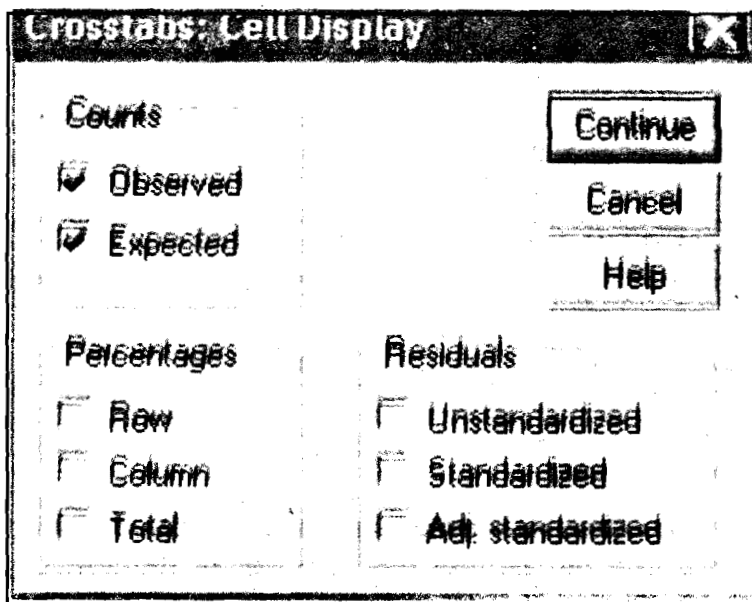 Crosstabs: Cell Display
Counts
Observed
Expected
Continue
Cancel
Help
Percentages
Row
Column
Total
Residuals
Unstandardized
Standardized
Adj. standardized